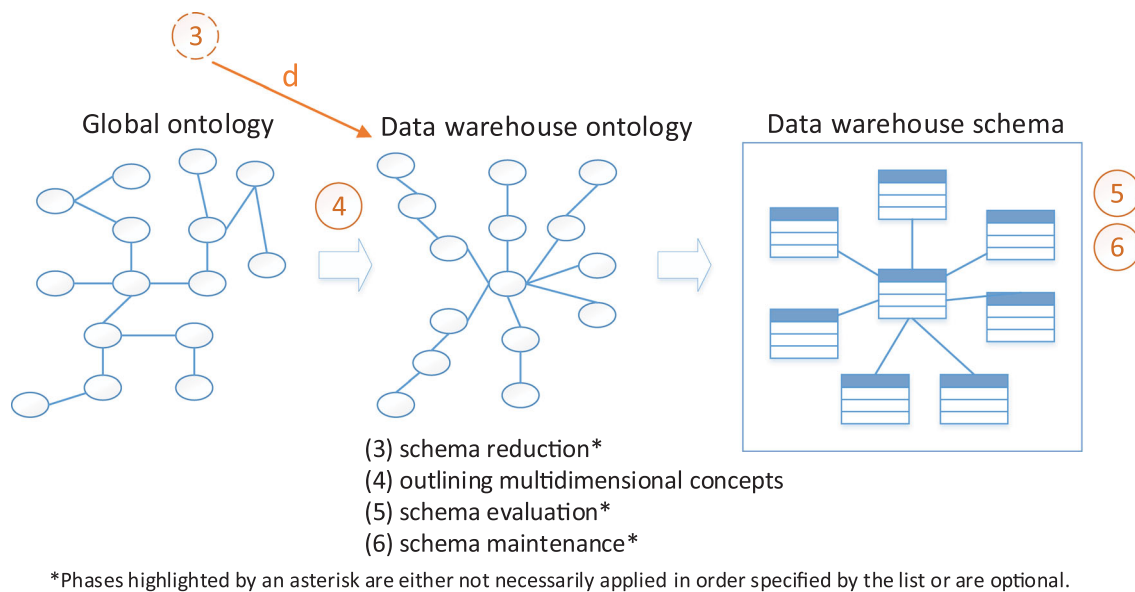 3
d
Global ontology
Data warehouse ontology
Data warehouse schema
4
5
6
(3) schema reduction*
(4) outlining multidimensional concepts
(5) schema evaluation*
(6) schema maintenance*
*Phases highlighted by an asterisk are either not necessarily applied in order specified by the list or are optional.